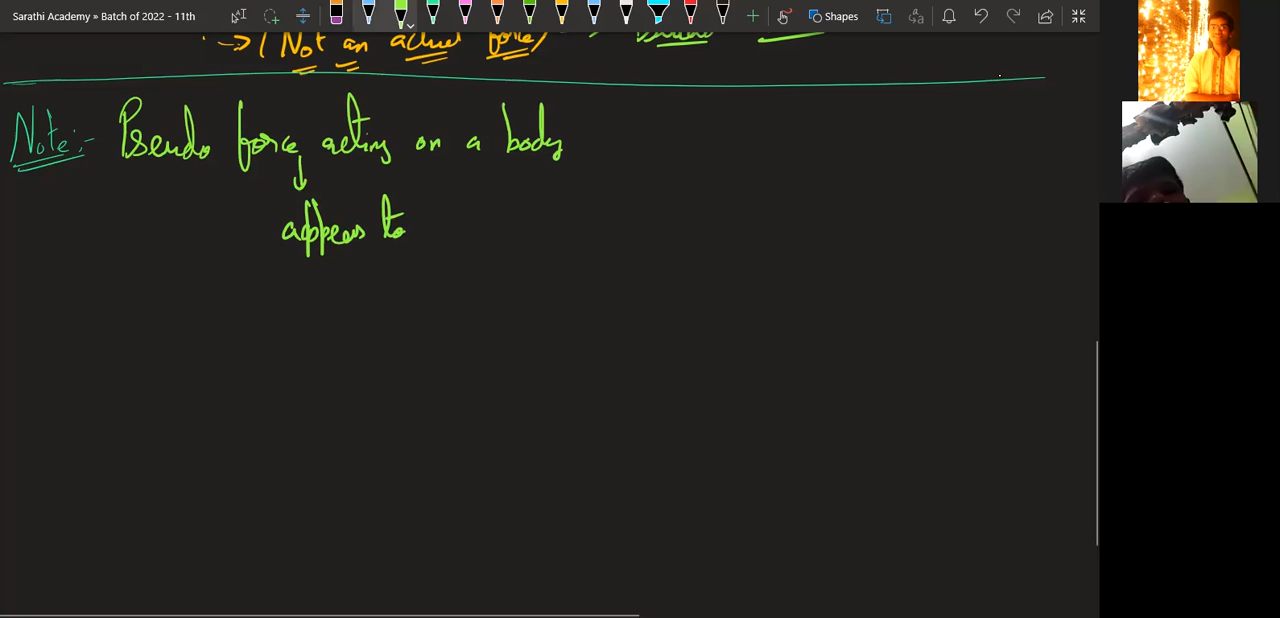 Sarathi Academy » Batch of 2022 - 11th
Shapes
→ (Not an actual force)
Note:- Pseudo force acting on a body
↓
appears to